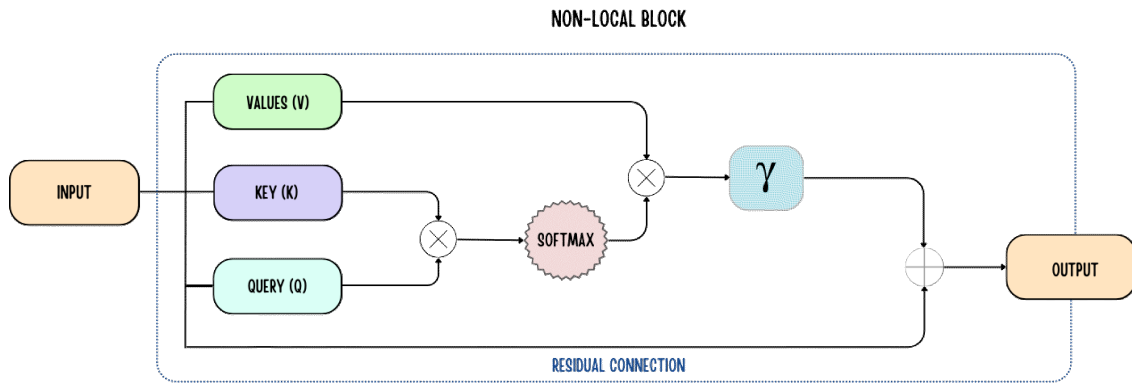 NON-LOCAL BLOCK
VALUES (V)
INPUT
KEY (K)
γ
SOFTMAX
QUERY (Q)
OUTPUT
RESIDUAL CONNECTION